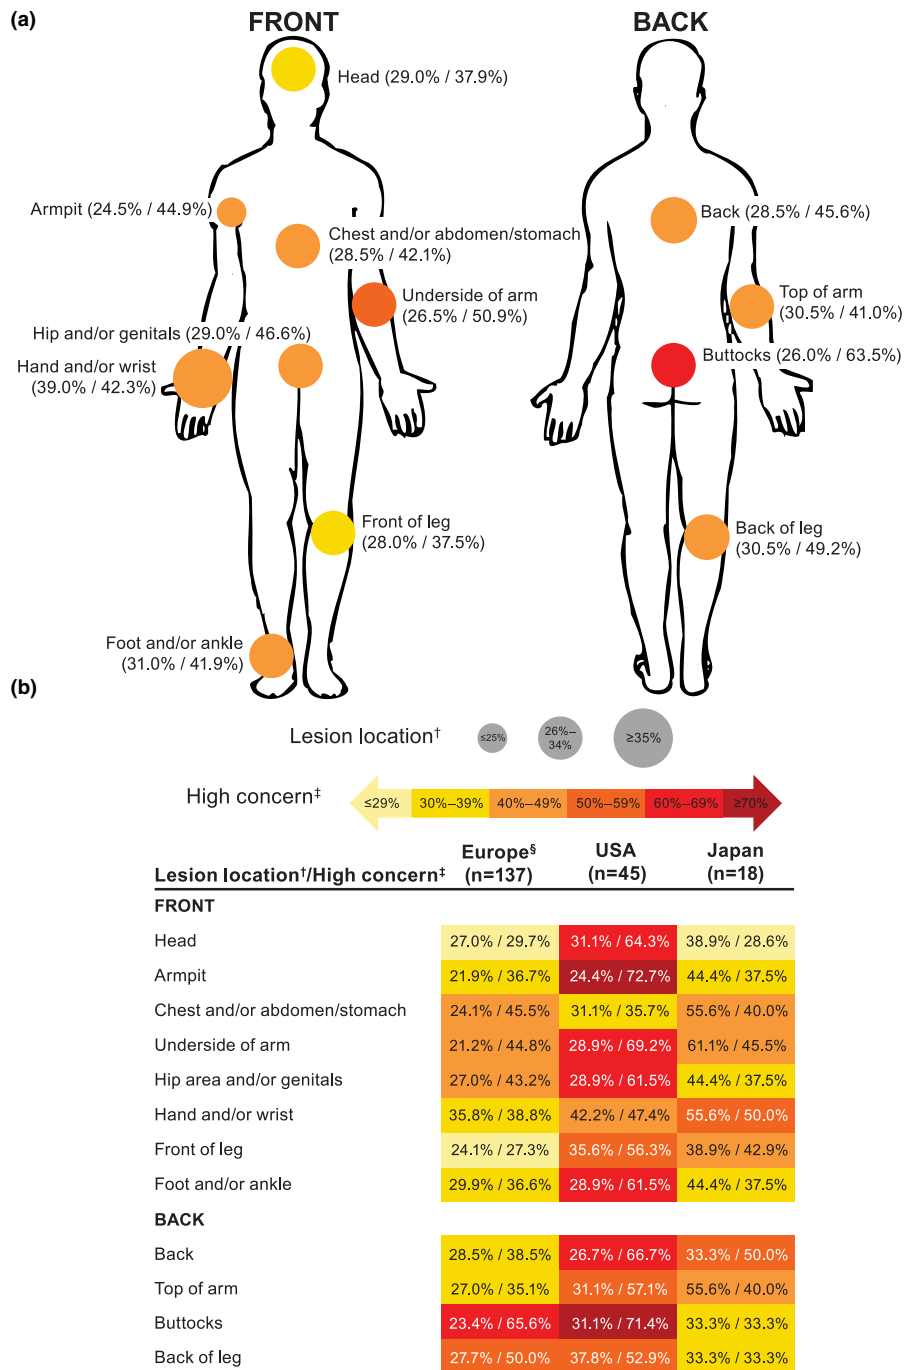 (a)
FRONT
BACK
Head (29.0% / 37.9%)
Armpit (24.5% / 44.9%)
Chest and/or abdomen/stomach
(28.5% / 42.1%)
Back (28.5% / 45.6%)
Underside of arm
(26.5% / 50.9%)
Top of arm
(30.5% / 41.0%)
Hip and/or genitals (29.0% / 46.6%)
Hand and/or wrist
(39.0% / 42.3%)
Buttocks (26.0% / 63.5%)
Front of leg
(28.0% / 37.5%)
Back of leg
(30.5% / 49.2%)
Foot and/or ankle
(31.0% / 41.9%)
(b)
Lesion location† ≤25% 26%–
34% ≥35%
High concern‡ ≤29% 30%–39% 40%–49% 50%–59% 60%–69% ≥70%
Europe§ USA Japan
Lesion location†/High concern‡ (n=137) (n=45) (n=18)
FRONT
Head 27.0% / 29.7% 31.1% / 64.3% 38.9% / 28.6%
Armpit 21.9% / 36.7% 24.4% / 72.7% 44.4% / 37.5%
Chest and/or abdomen/stomach 24.1% / 45.5% 31.1% / 35.7% 55.6% / 40.0%
Underside of arm 21.2% / 44.8% 28.9% / 69.2% 61.1% / 45.5%
Hip area and/or genitals 27.0% / 43.2% 28.9% / 61.5% 44.4% / 37.5%
Hand and/or wrist 35.8% / 38.8% 42.2% / 47.4% 55.6% / 50.0%
Front of leg 24.1% / 27.3% 35.6% / 56.3% 38.9% / 42.9%
Foot and/or ankle 29.9% / 36.6% 28.9% / 61.5% 44.4% / 37.5%
BACK
Back 28.5% / 38.5% 26.7% / 66.7% 33.3% / 50.0%
Top of arm 27.0% / 35.1% 31.1% / 57.1% 55.6% / 40.0%
Buttocks 23.4% / 65.6% 31.1% / 71.4% 33.3% / 33.3%
Back of leg 27.7% / 50.0% 37.8% / 52.9% 33.3% / 33.3%